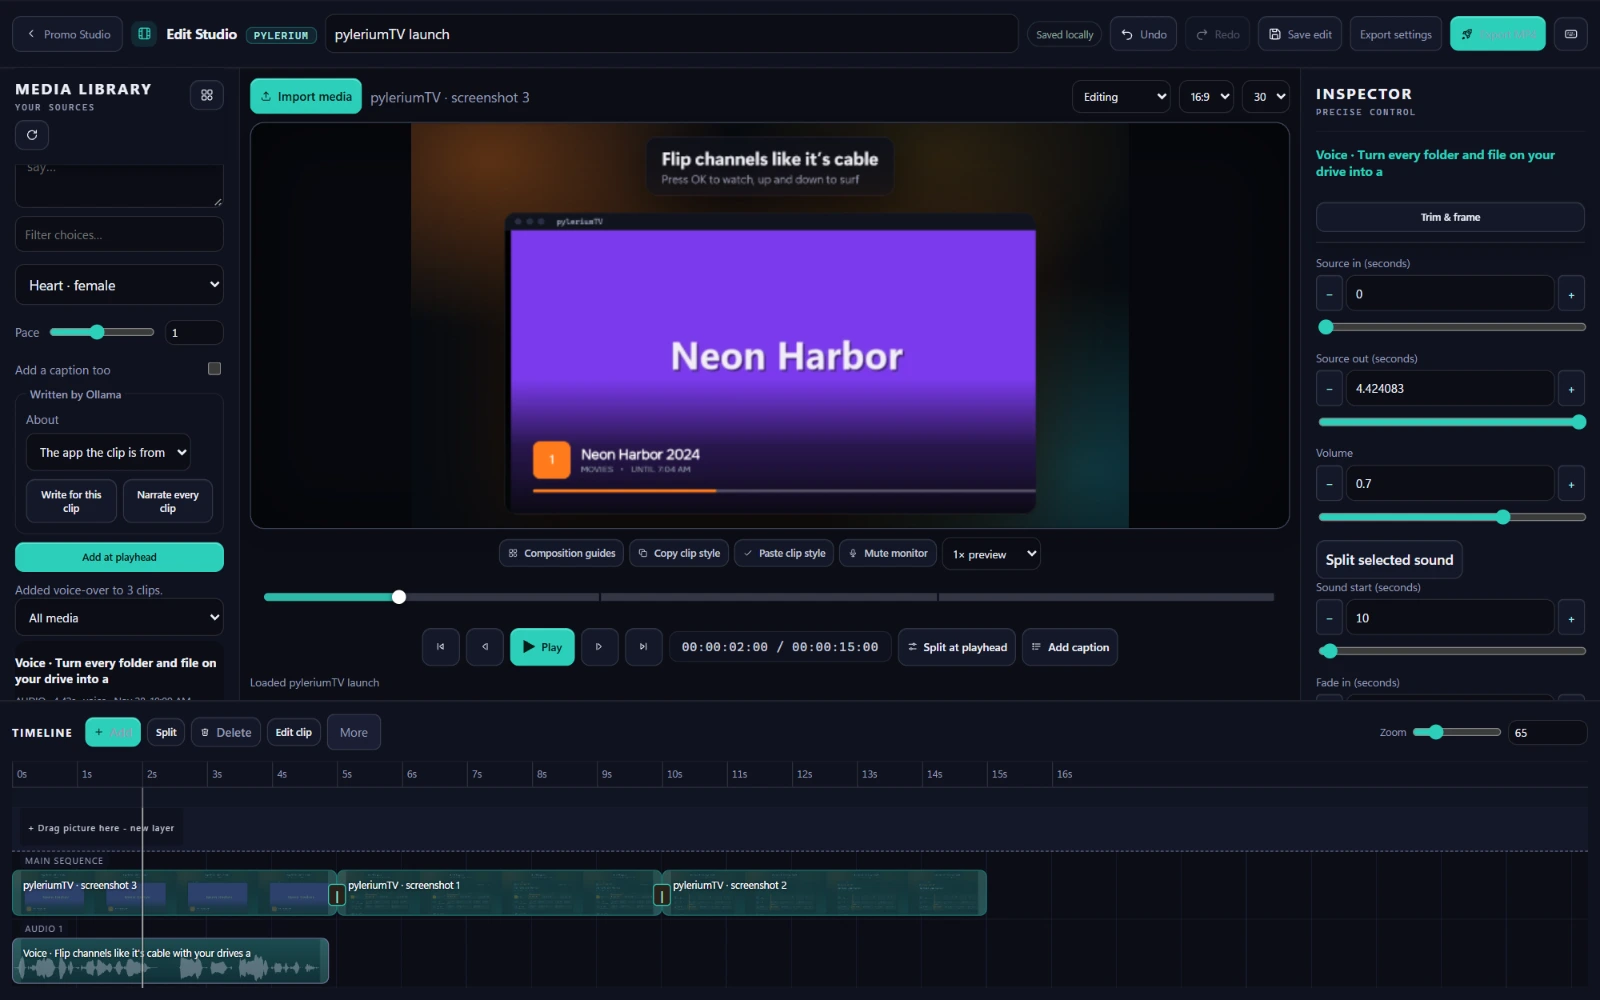 Promo Studio
Edit Studio
PYLERIUM
pyleriumTV launch
Saved locally
Undo
Redo
Save edit
Export settings
MEDIA LIBRARY
YOUR SOURCES
say...
Filter choices...
Heart · female
Pace
1
Add a caption too
Written by Ollama
About
The app the clip is from
Write for this
clip
Narrate every
clip
Add at playhead
Added voice-over to 3 clips.
All media
Voice · Turn every folder and file on
your drive into a
Import media
pyleriumTV · screenshot 3
Editing
16:9
30
Flip channels like it's cable
Press OK to watch, up and down to surf
pyleriumTV
Neon Harbor
1
Neon Harbor 2024
MOVIES • UNTIL 7:04 AM
Composition guides
Copy clip style
Paste clip style
Mute monitor
1× preview
Play
00:00:02:00 / 00:00:15:00
Split at playhead
Add caption
Loaded pyleriumTV launch
INSPECTOR
PRECISE CONTROL
Voice · Turn every folder and file on your
drive into a
Trim & frame
Source in (seconds)
− 0 +
Source out (seconds)
− 4.424083 +
Volume
− 0.7 +
Split selected sound
Sound start (seconds)
− 10 +
Fade in (seconds)
TIMELINE
+
Split
Delete
Edit clip
More
Zoom
65
0s 1s 2s 3s 4s 5s 6s 7s 8s 9s 10s 11s 12s 13s 14s 15s 16s
+ Drag picture here - new layer
MAIN SEQUENCE
pyleriumTV · screenshot 3
pyleriumTV · screenshot 1
pyleriumTV · screenshot 2
AUDIO 1
Voice · Flip channels like it's cable with your drives a